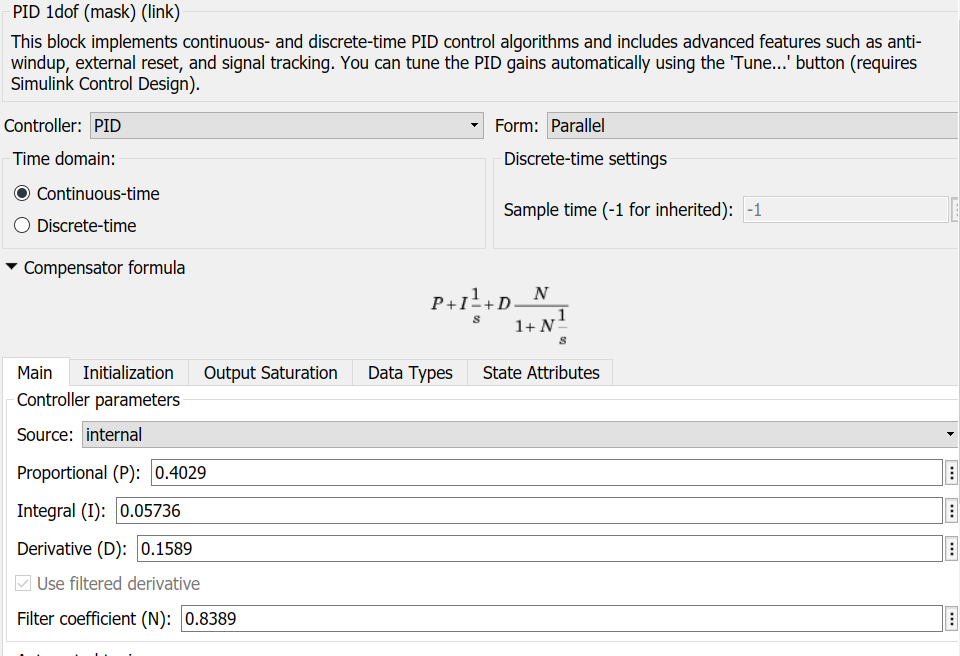 PID 1dof (mask) (link)
This block implements continuous- and discrete-time PID control algorithms and includes advanced features such as anti-
windup, external reset, and signal tracking. You can tune the PID gains automatically using the 'Tune...' button (requires
Simulink Control Design).
Controller: PID Form: Parallel
Time domain: Discrete-time settings
Continuous-time
Sample time (-1 for inherited): -1
Discrete-time
Compensator formula
P + I 1/s + D N/(1 + N 1/s)
Main Initialization Output Saturation Data Types State Attributes
Controller parameters
Source: internal
Proportional (P): 0.4029
Integral (I): 0.05736
Derivative (D): 0.1589
Use filtered derivative
Filter coefficient (N): 0.8389